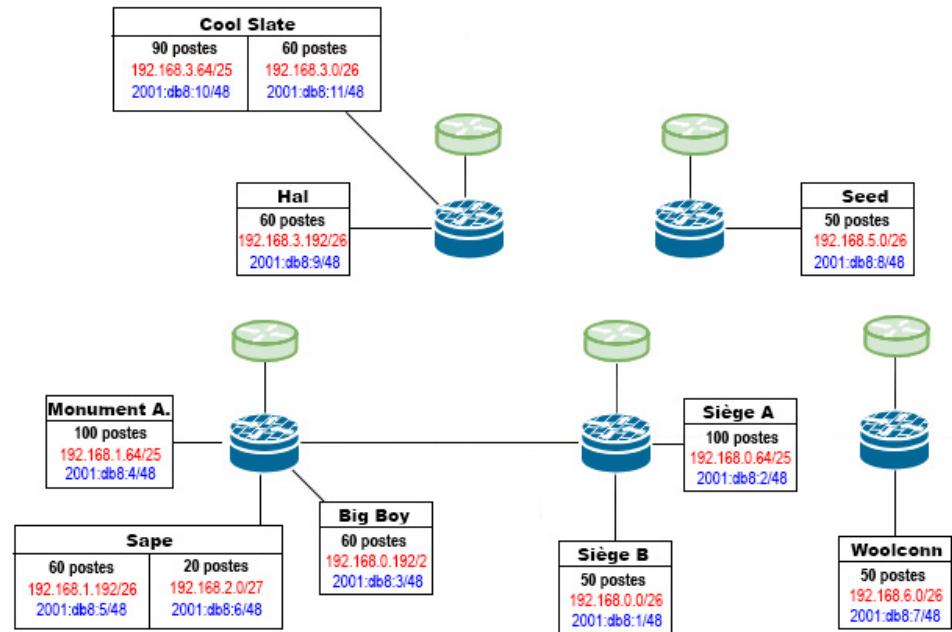 Cool Slate
90 postes
192.168.3.64/25
2001:db8:10/48
60 postes
192.168.3.0/26
2001:db8:11/48
Hal
60 postes
192.168.3.192/26
2001:db8:9/48
Seed
50 postes
192.168.5.0/26
2001:db8:8/48
Monument A.
100 postes
192.168.1.64/25
2001:db8:4/48
Siège A
100 postes
192.168.0.64/25
2001:db8:2/48
Sape
60 postes
192.168.1.192/26
2001:db8:5/48
20 postes
192.168.2.0/27
2001:db8:6/48
Big Boy
60 postes
192.168.0.192/2
2001:db8:3/48
Siège B
50 postes
192.168.0.0/26
2001:db8:1/48
Woolconn
50 postes
192.168.6.0/26
2001:db8:7/48